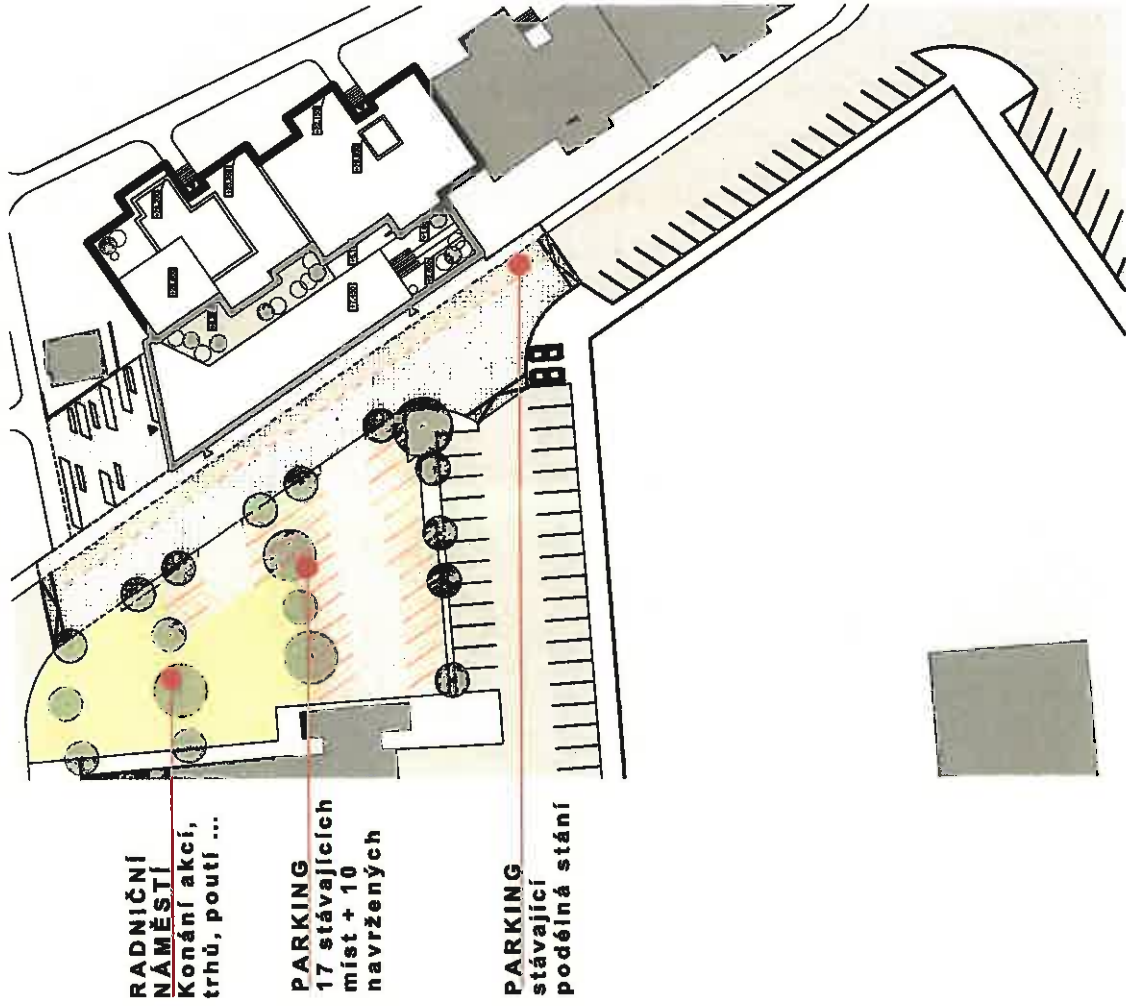 RADNIČNÍ
NÁMĚSTÍ
Konání akcí,
trhů, poutí ...
PARKING
17 stávajících
míst + 10
navržených
PARKING
stávající
podélná stání